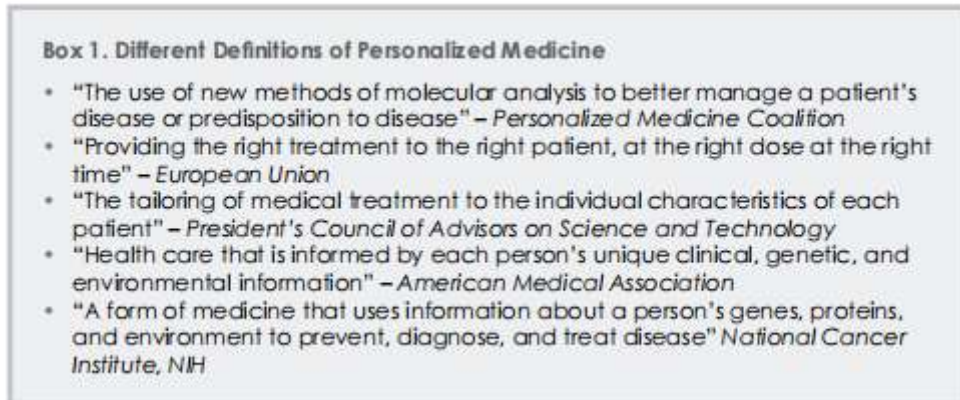 Box 1. Different Definitions of Personalized Medicine
• “The use of new methods of molecular analysis to better manage a patient’s
disease or predisposition to disease” – Personalized Medicine Coalition
• “Providing the right treatment to the right patient, at the right dose at the right
time” – European Union
• “The tailoring of medical treatment to the individual characteristics of each
patient” – President’s Council of Advisors on Science and Technology
• “Health care that is informed by each person’s unique clinical, genetic, and
environmental information” – American Medical Association
• “A form of medicine that uses information about a person’s genes, proteins,
and environment to prevent, diagnose, and treat disease” National Cancer
Institute, NIH